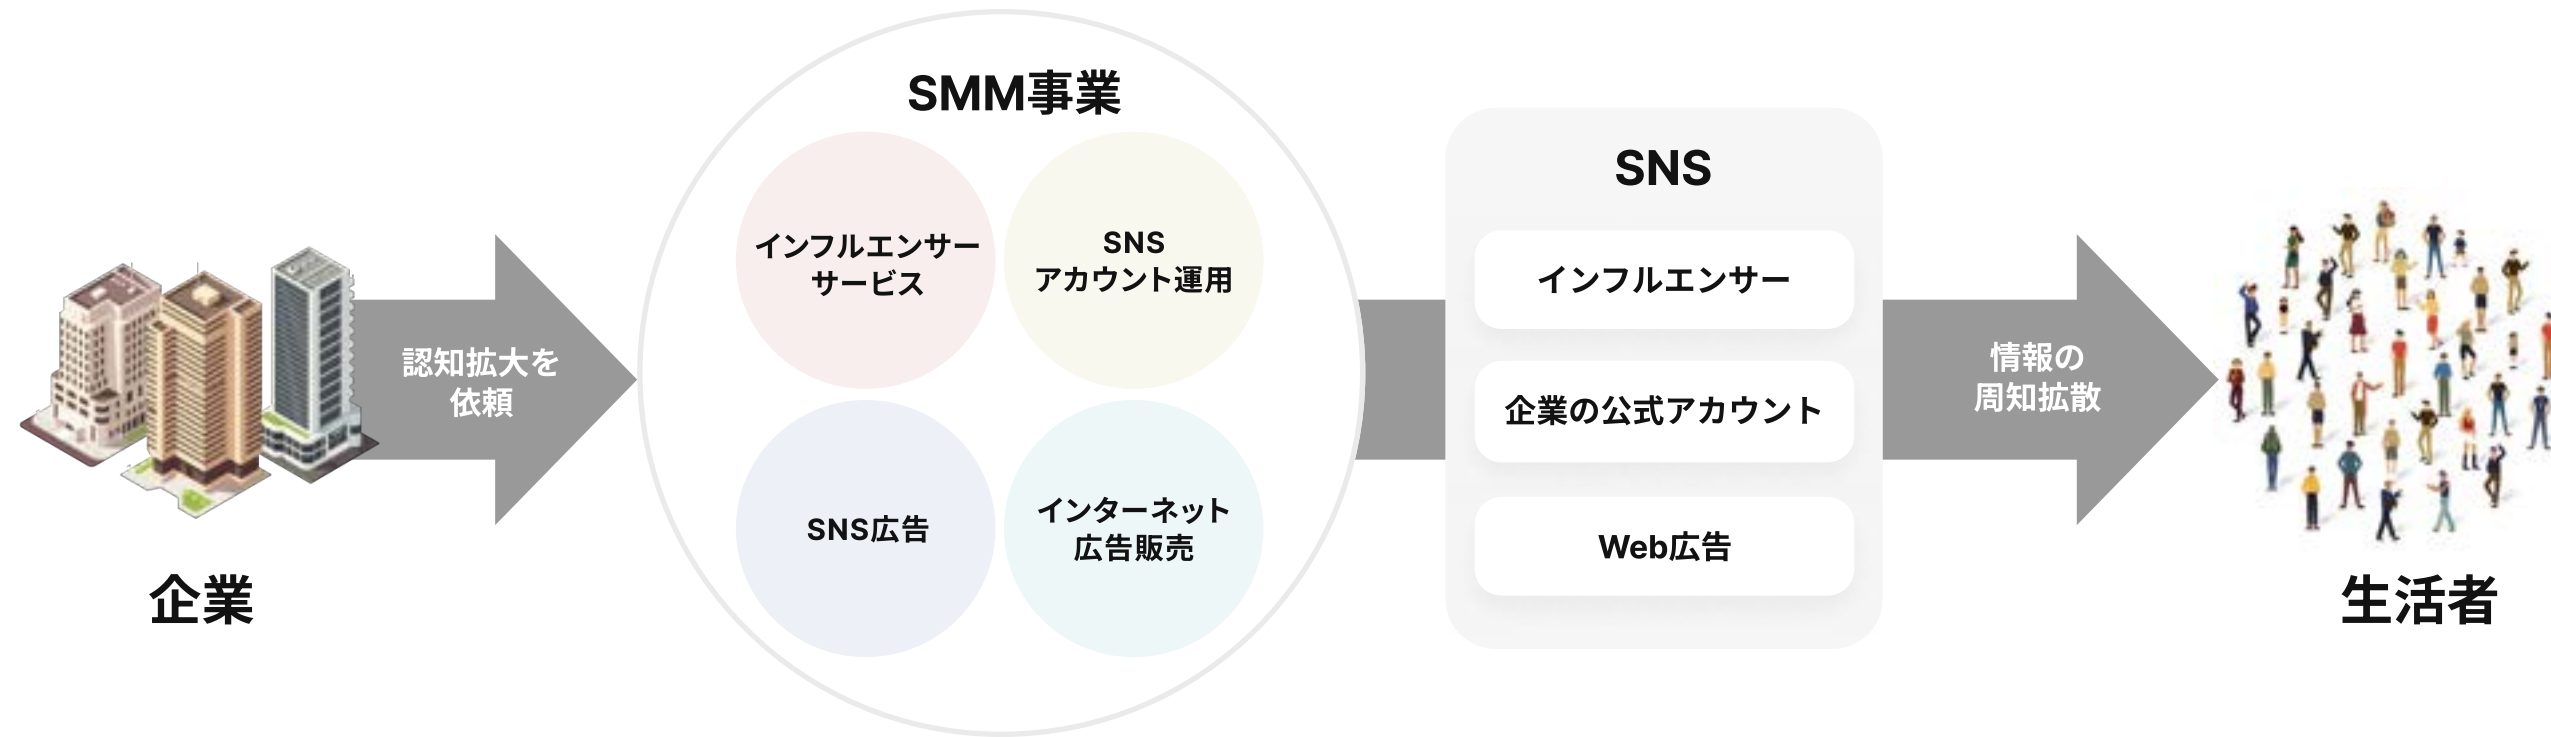 企業
認知拡大を
依頼
SMM事業
インフルエンサー
サービス
SNS
アカウント運用
SNS広告
インターネット
広告販売
SNS
インフルエンサー
企業の公式アカウント
Web広告
情報の
周知拡散
生活者